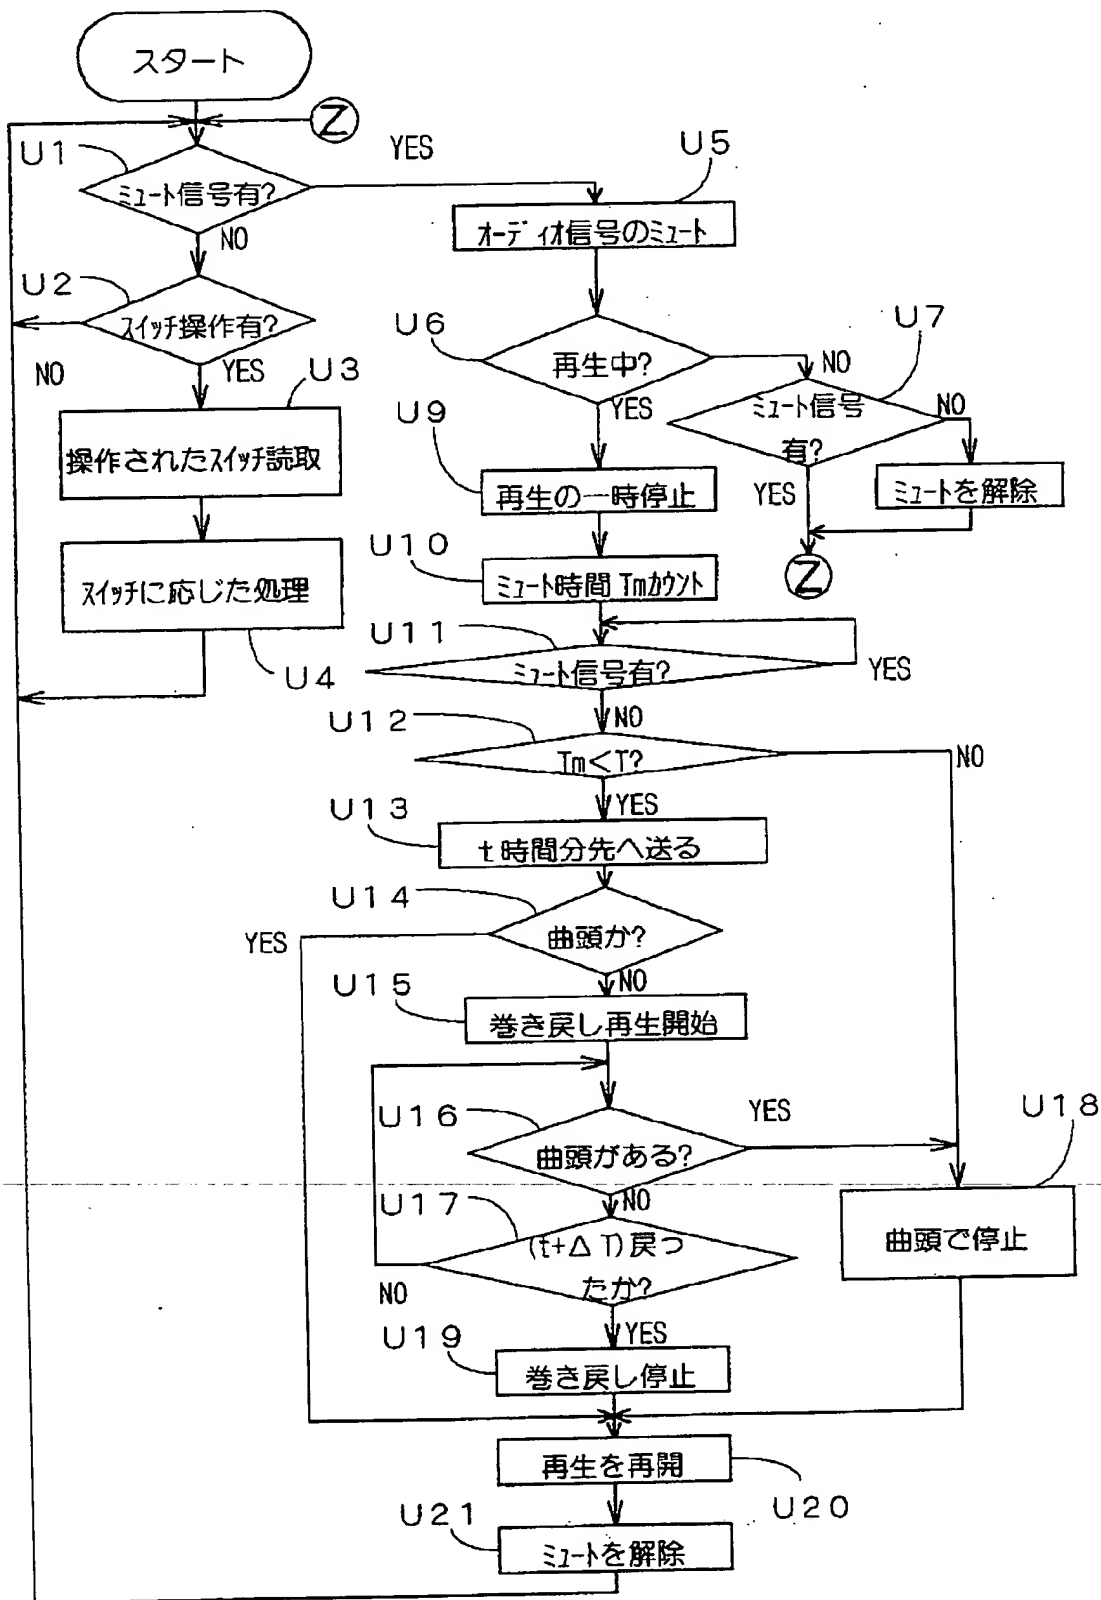 スタート
Z
U1
ミュート信号有?
YES
NO
U5
オーディオ信号のミュート
U2
スイッチ操作有?
NO
YES
U3
操作されたスイッチ読取
スイッチに応じた処理
U4
U6
再生中?
NO
YES
U7
ミュート信号
有?
NO
YES
ミュートを解除
Z
U9
再生の一時停止
U10
ミュート時間 Tmカウント
U11
ミュート信号有?
YES
NO
U12
Tm<T?
NO
YES
U13
t時間分先へ送る
U14
曲頭か?
YES
NO
U15
巻き戻し再生開始
U16
曲頭がある?
YES
NO
U18
曲頭で停止
U17
(t+ΔT)戻っ
たか?
NO
YES
U19
巻き戻し停止
再生を再開
U20
U21
ミュートを解除